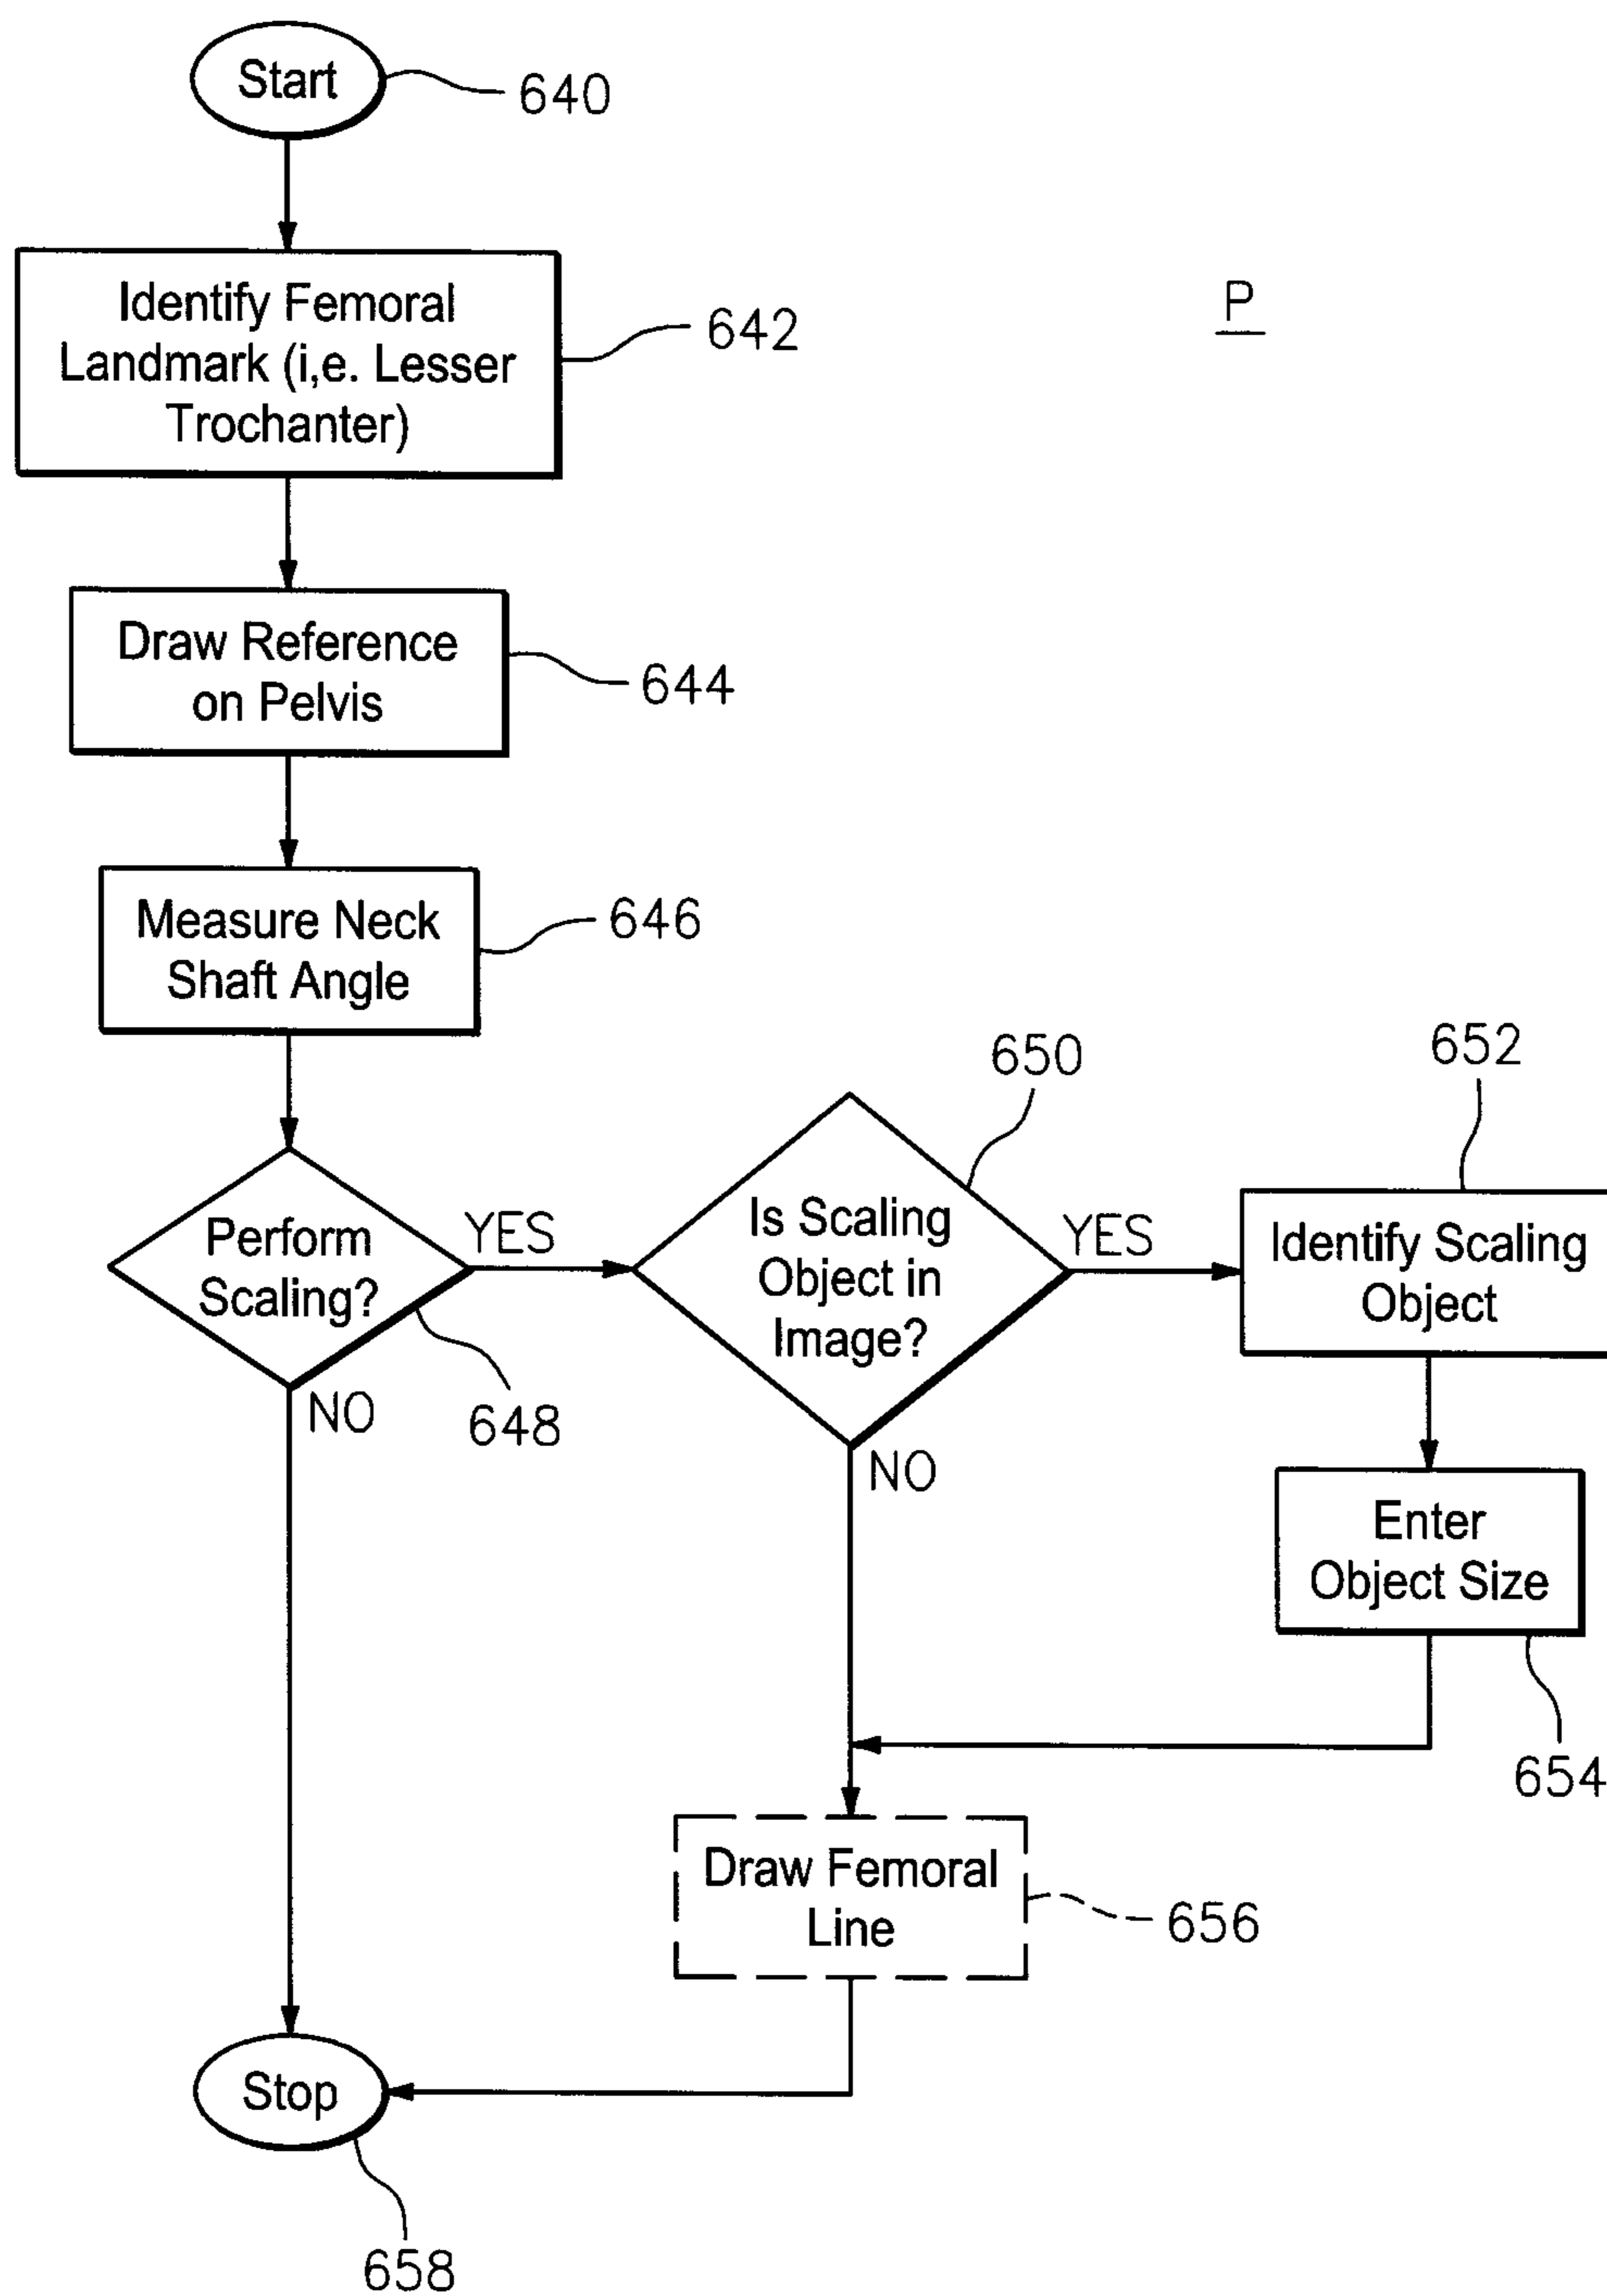 Start
640
Identify Femoral
Landmark (i,e. Lesser
Trochanter)
642
P
Draw Reference
on Pelvis
644
Measure Neck
Shaft Angle
646
Perform
Scaling?
YES
NO
648
650
Is Scaling
Object in
Image?
YES
NO
652
Identify Scaling
Object
Enter
Object Size
654
Draw Femoral
Line
656
Stop
658